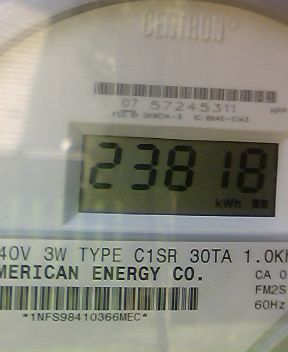 CENTRON®
07 57245311
23818
kWh
40V 3W TYPE C1SR 30TA 1.0K
MERICAN ENERGY CO.
CA 0
FM2S
60Hz
*1NFS98410366MEC*